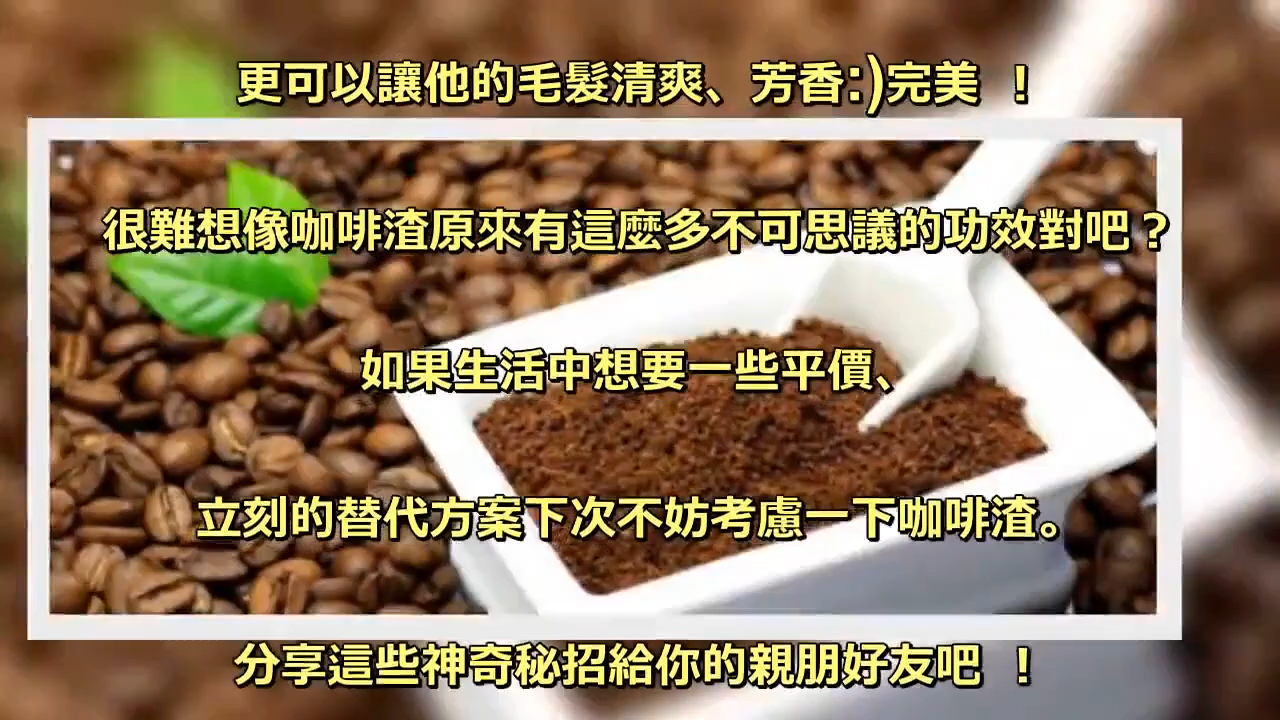 更可以讓他的毛髮清爽、芳香:)完美 ！
很難想像咖啡渣原來有這麼多不可思議的功效對吧？
如果生活中想要一些平價、
立刻的替代方案下次不妨考慮一下咖啡渣。
分享這些神奇秘招給你的親朋好友吧 ！